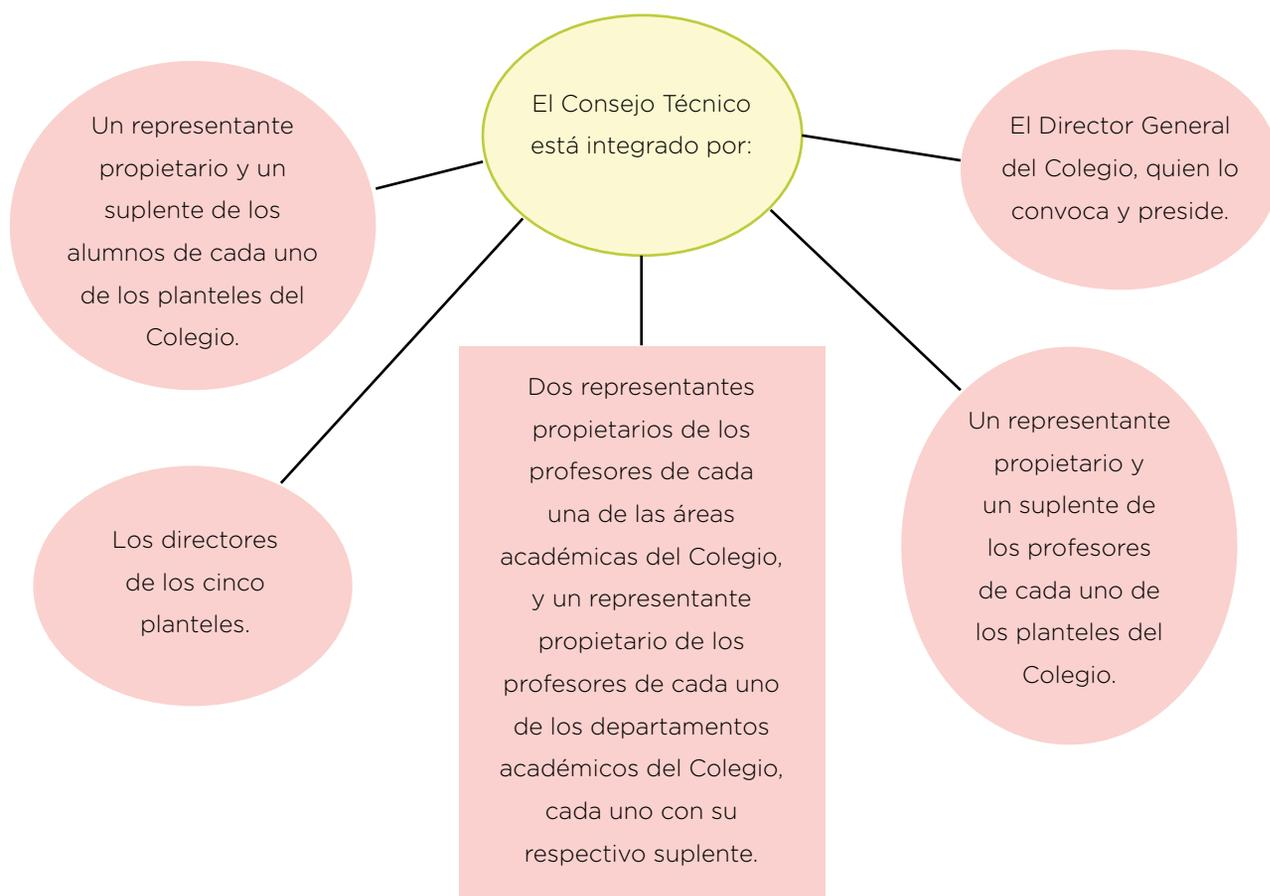 El Consejo Técnico
está integrado por:
Un representante
propietario y un
suplente de los
alumnos de cada uno
de los planteles del
Colegio.
El Director General
del Colegio, quien lo
convoca y preside.
Los directores
de los cinco
planteles.
Dos representantes
propietarios de los
profesores de cada
una de las áreas
académicas del Colegio,
y un representante
propietario de los
profesores de cada uno
de los departamentos
académicos del Colegio,
cada uno con su
respectivo suplente.
Un representante
propietario y
un suplente de
los profesores
de cada uno de
los planteles del
Colegio.